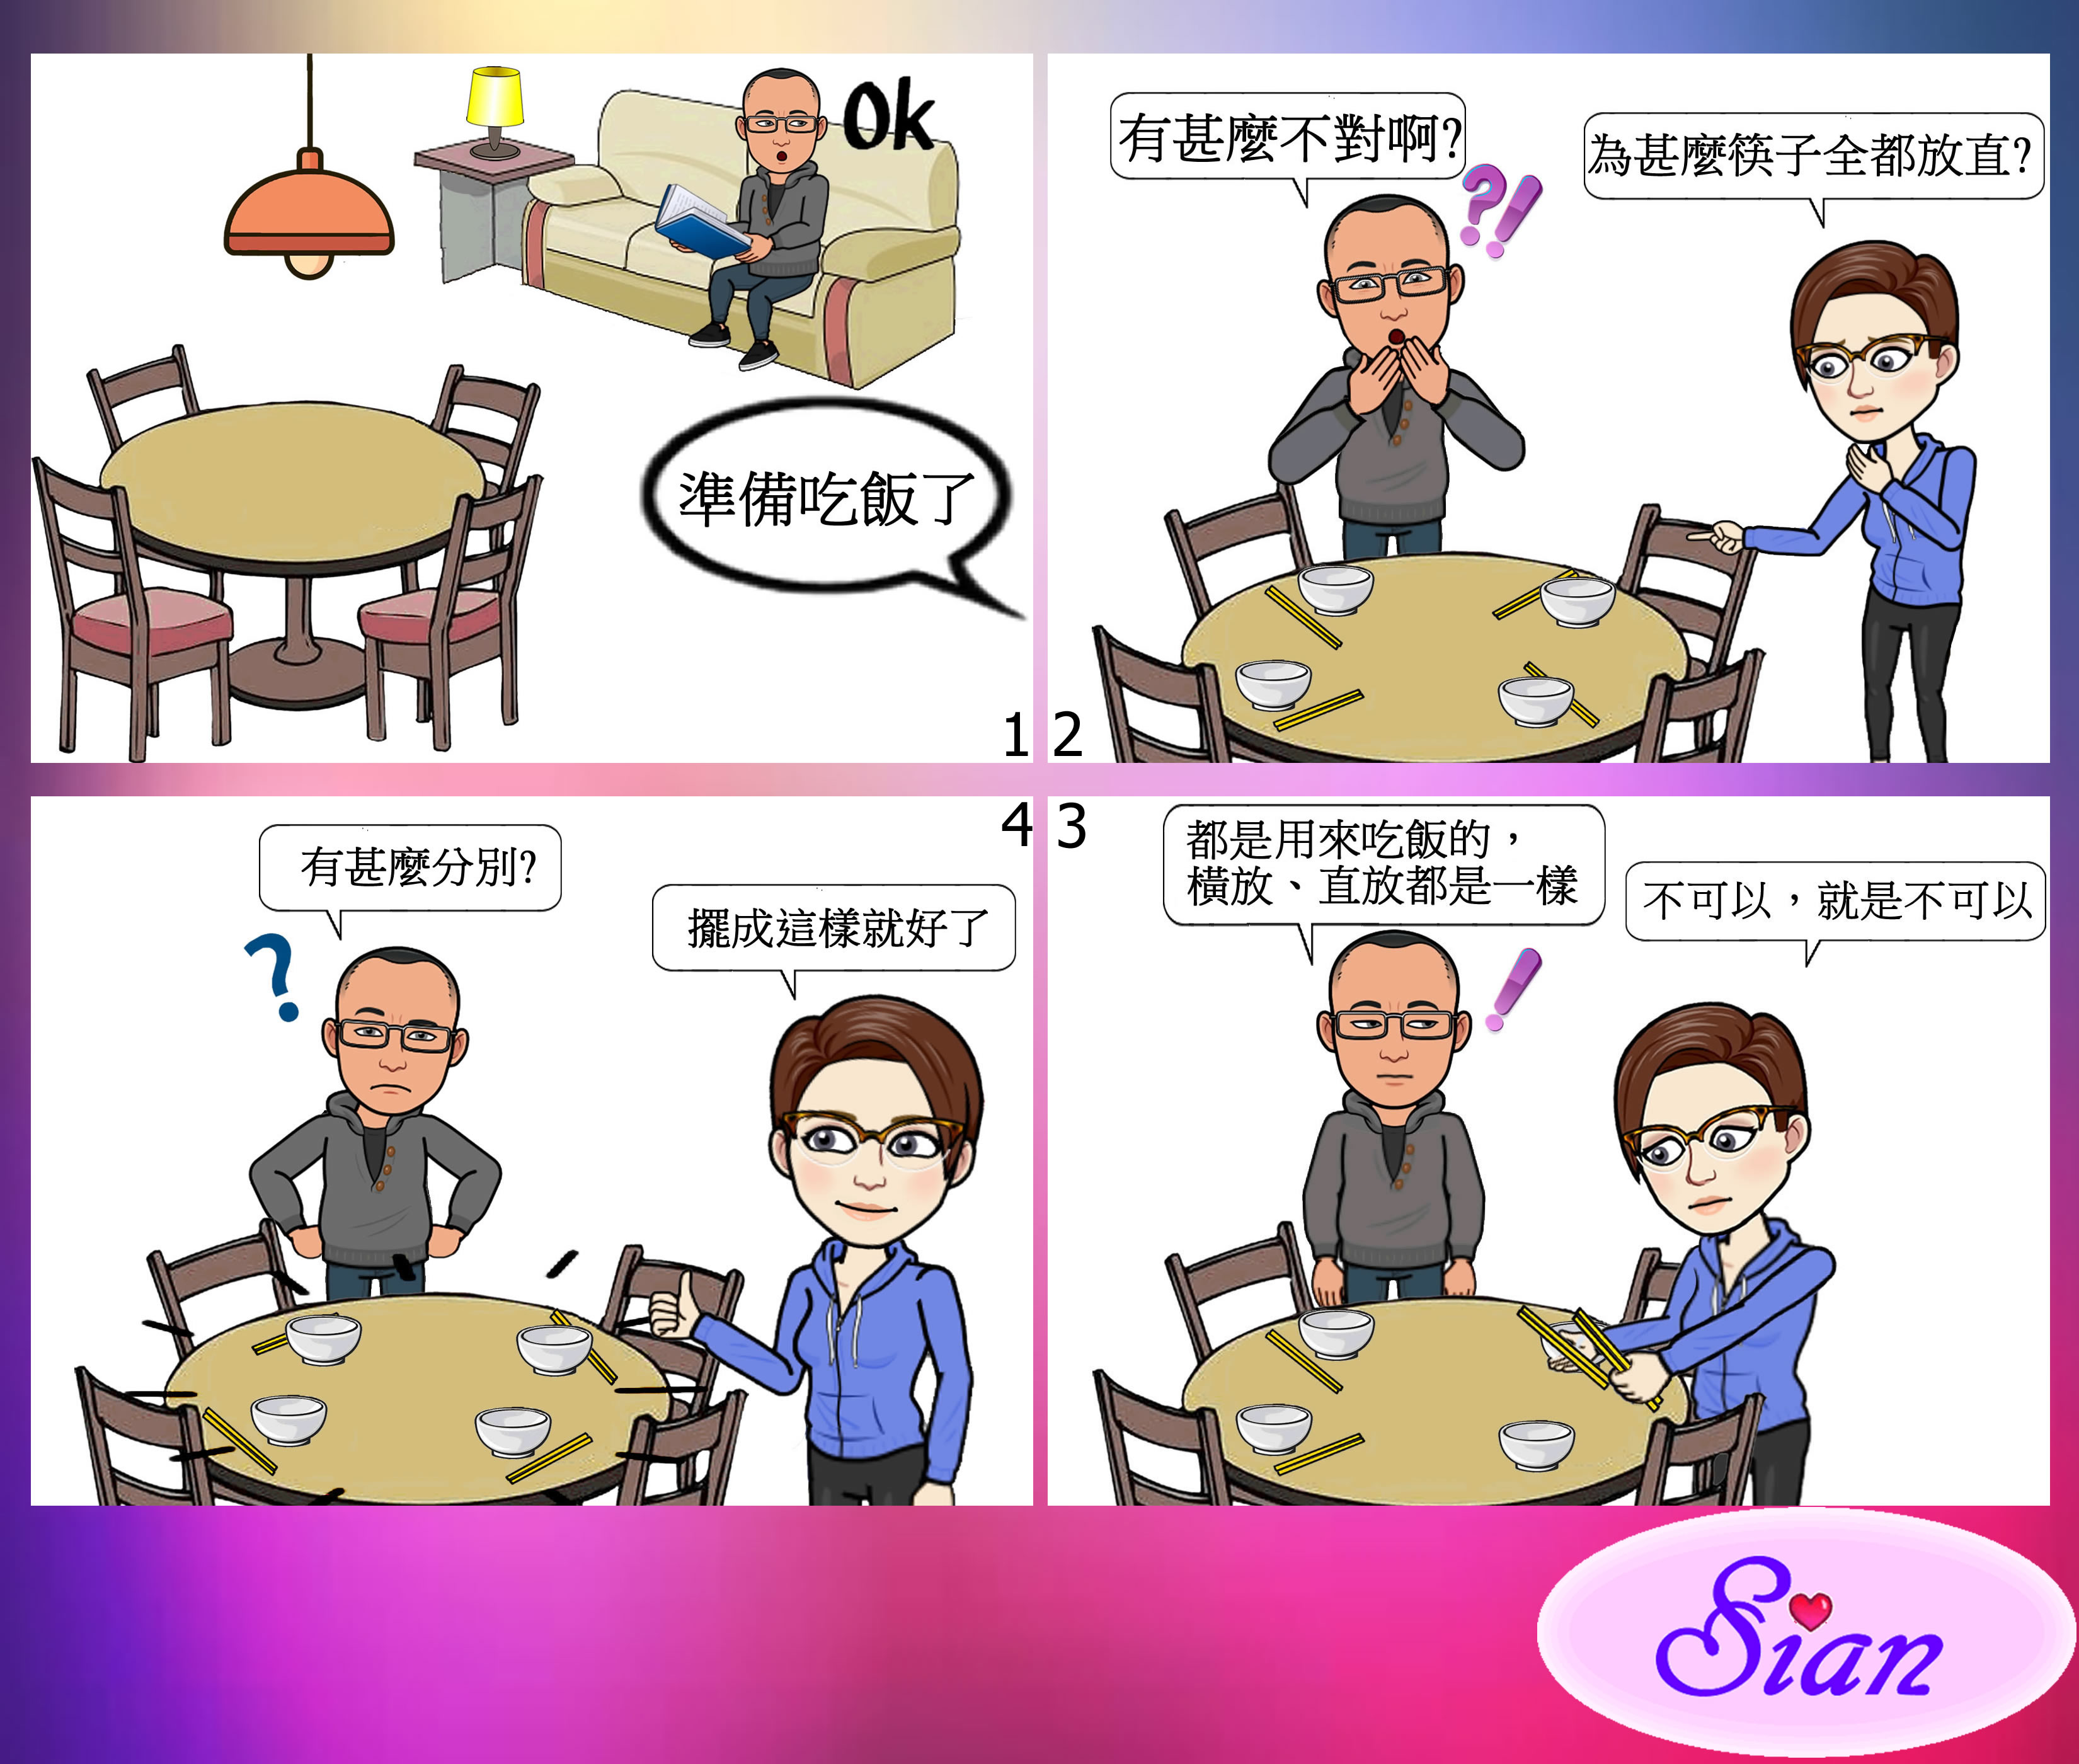 Ok
準備吃飯了
1
2
有甚麼不對啊?
為甚麼筷子全都放直?
3
都是用來吃飯的，
橫放、直放都是一樣
不可以，就是不可以
4
有甚麼分別?
擺成這樣就好了
Sian